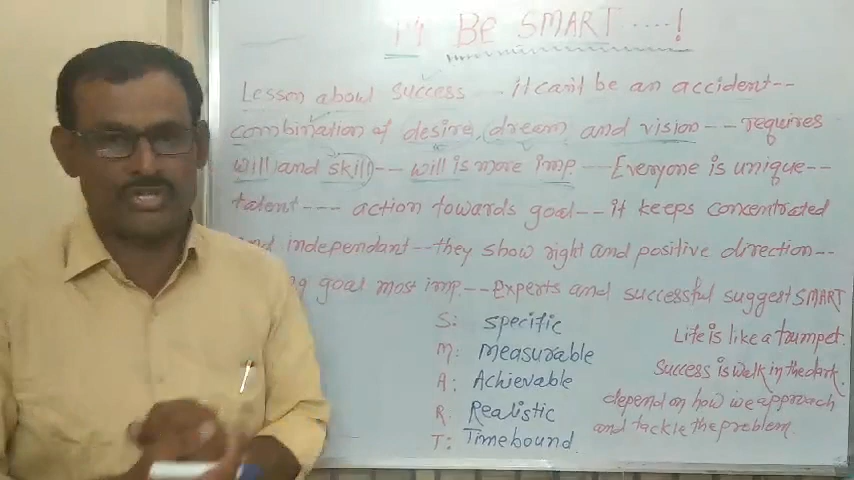 1.4 Be SMART.....!
Lesson about success ... it can't be an accident--
combination of desire, dream, and vision -- requires
will and skill -- will is more imp. -- Everyone is unique--
talent --- action towards goal -- it keeps concentrated
and independant -- they show right and positive direction--
goal most imp. -- Experts and successful suggest SMART
S: specific
M: Measurable
A: Achievable
R: Realistic
T: Timebound
Life is like a trumpet.
Success is walk in the dark.
depend on how we approach
and tackle the problem.